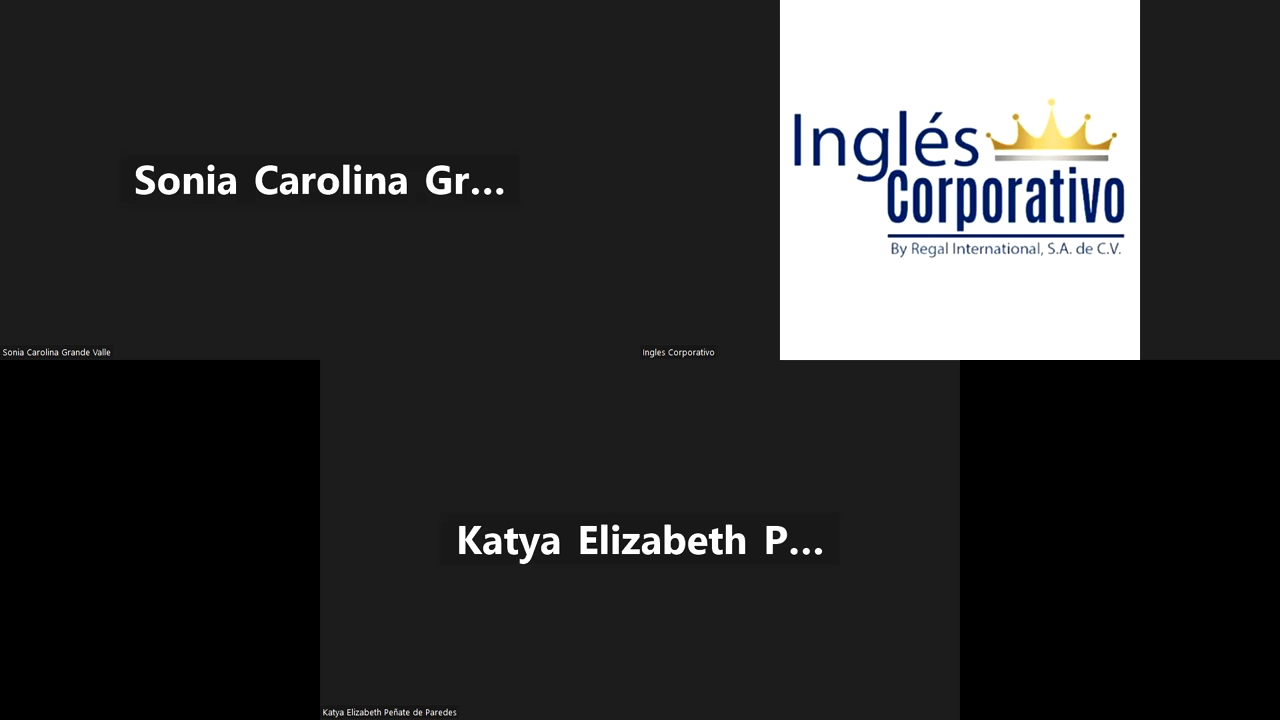 Sonia Carolina Gr...
Sonia Carolina Grande Valle
Inglés
Corporativo
By Regal International, S.A. de C.V.
Ingles Corporativo
Katya Elizabeth P...
Katya Elizabeth Peñate de Paredes